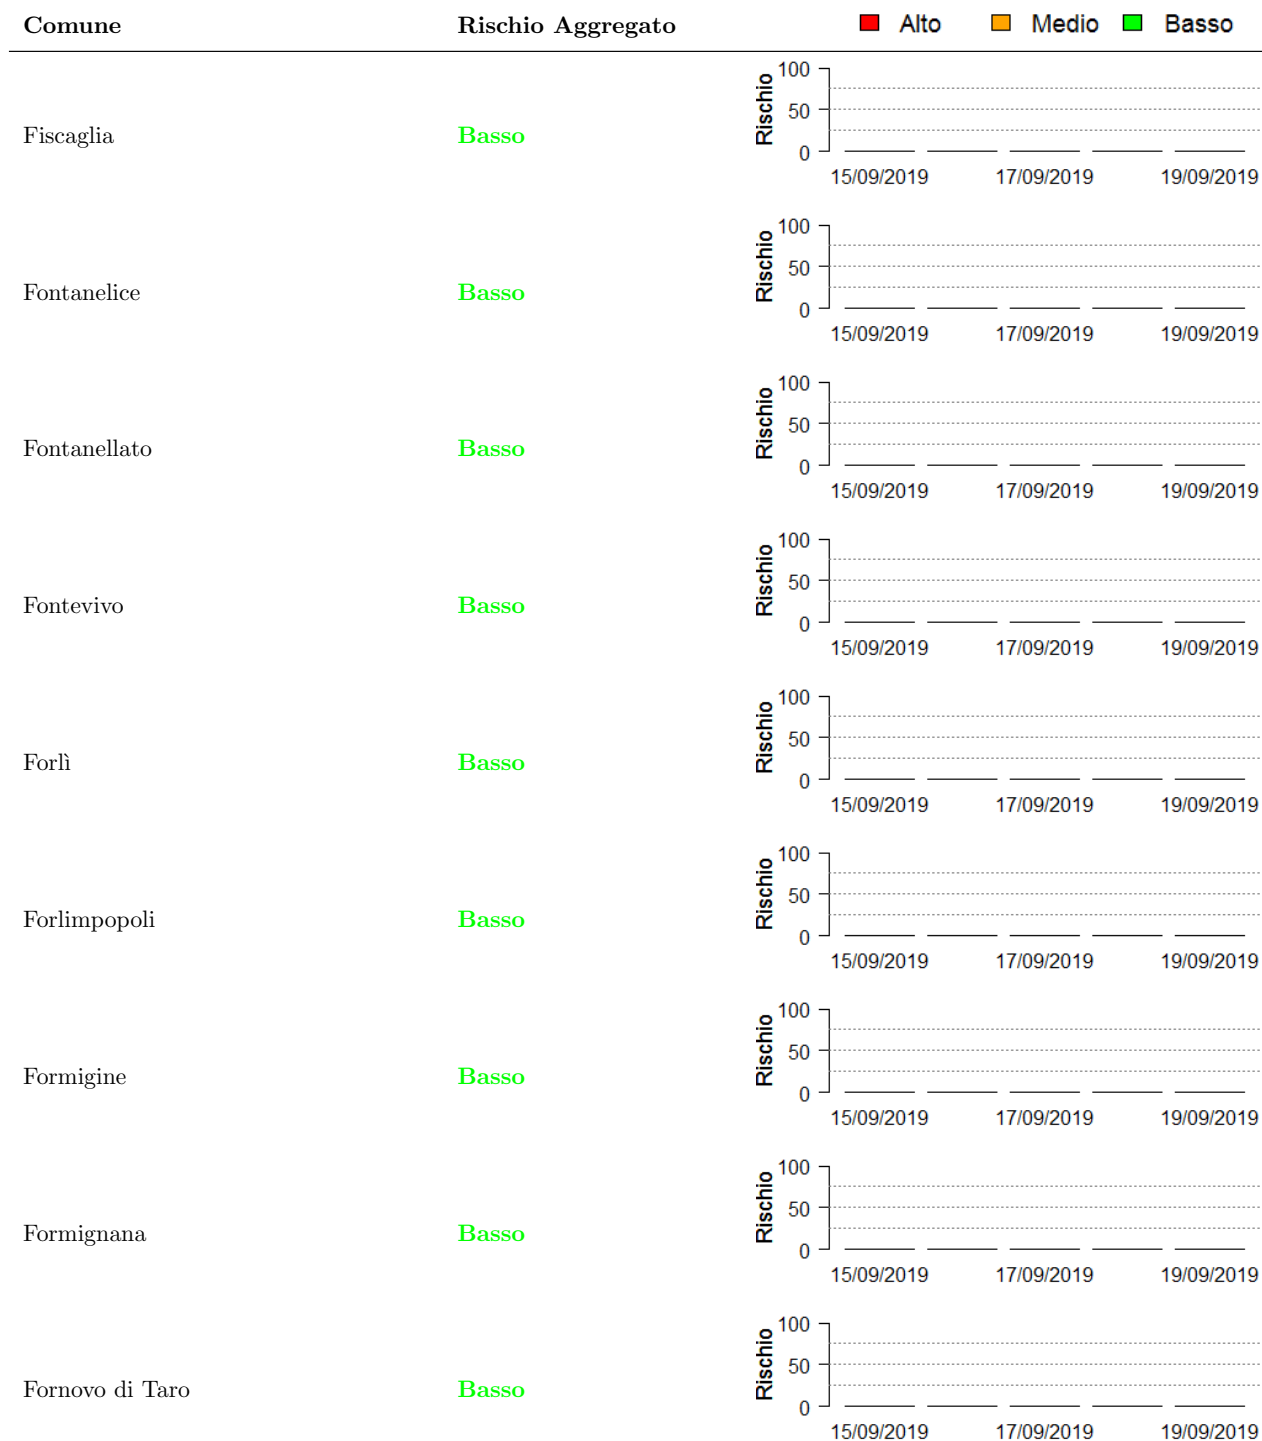 Comune Rischio Aggregato Alto Medio Basso
Fiscaglia Basso Rischio 100 50 0
15/09/2019 17/09/2019 19/09/2019
Fontanelice Basso Rischio 100 50 0
15/09/2019 17/09/2019 19/09/2019
Fontanellato Basso Rischio 100 50 0
15/09/2019 17/09/2019 19/09/2019
Fontevivo Basso Rischio 100 50 0
15/09/2019 17/09/2019 19/09/2019
Forlì Basso Rischio 100 50 0
15/09/2019 17/09/2019 19/09/2019
Forlimpopoli Basso Rischio 100 50 0
15/09/2019 17/09/2019 19/09/2019
Formigine Basso Rischio 100 50 0
15/09/2019 17/09/2019 19/09/2019
Formignana Basso Rischio 100 50 0
15/09/2019 17/09/2019 19/09/2019
Fornovo di Taro Basso Rischio 100 50 0
15/09/2019 17/09/2019 19/09/2019